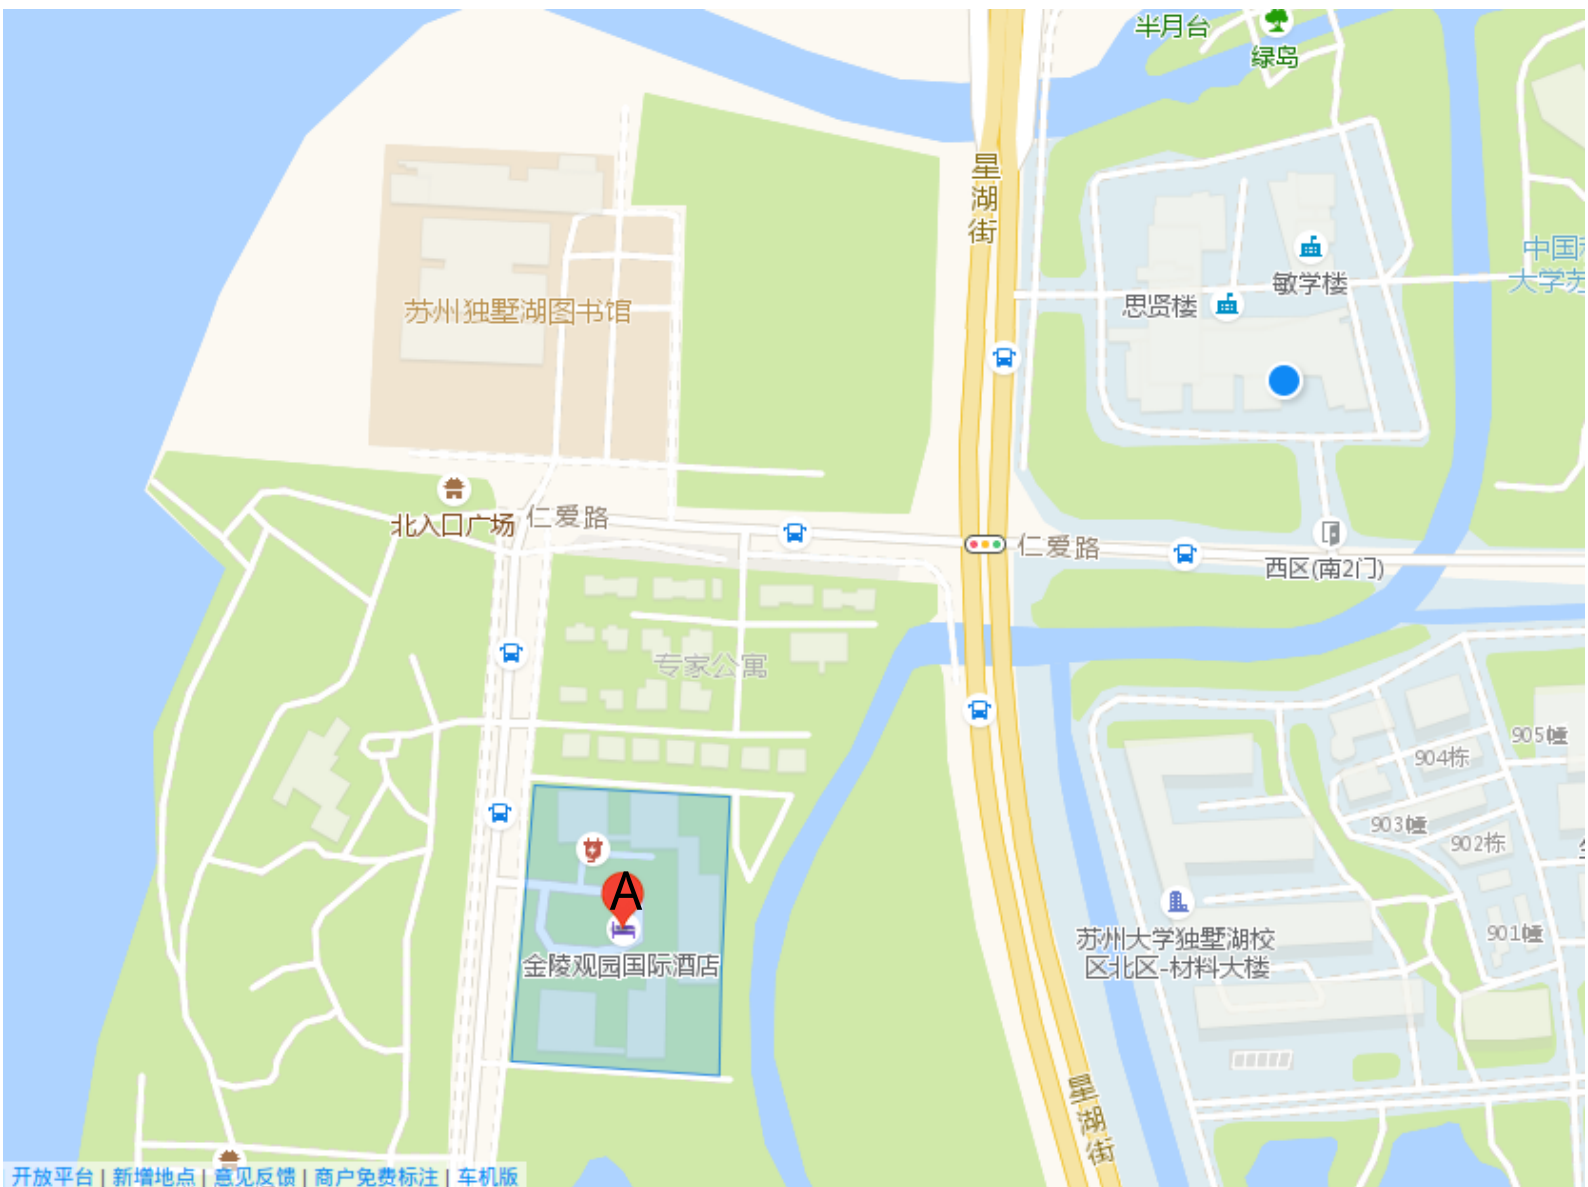 半月台
绿岛
星
湖
街
中国
大学苏
敏学楼
思贤楼
苏州独墅湖图书馆
北入口广场
仁爱路
仁爱路
西区(南2门)
专家公寓
905幢
904栋
903幢
902栋
901幢
A
金陵观园国际酒店
苏州大学独墅湖校
区北区-材料大楼
星
湖
街
开放平台 | 新增地点 | 意见反馈 | 商户免费标注 | 车机版